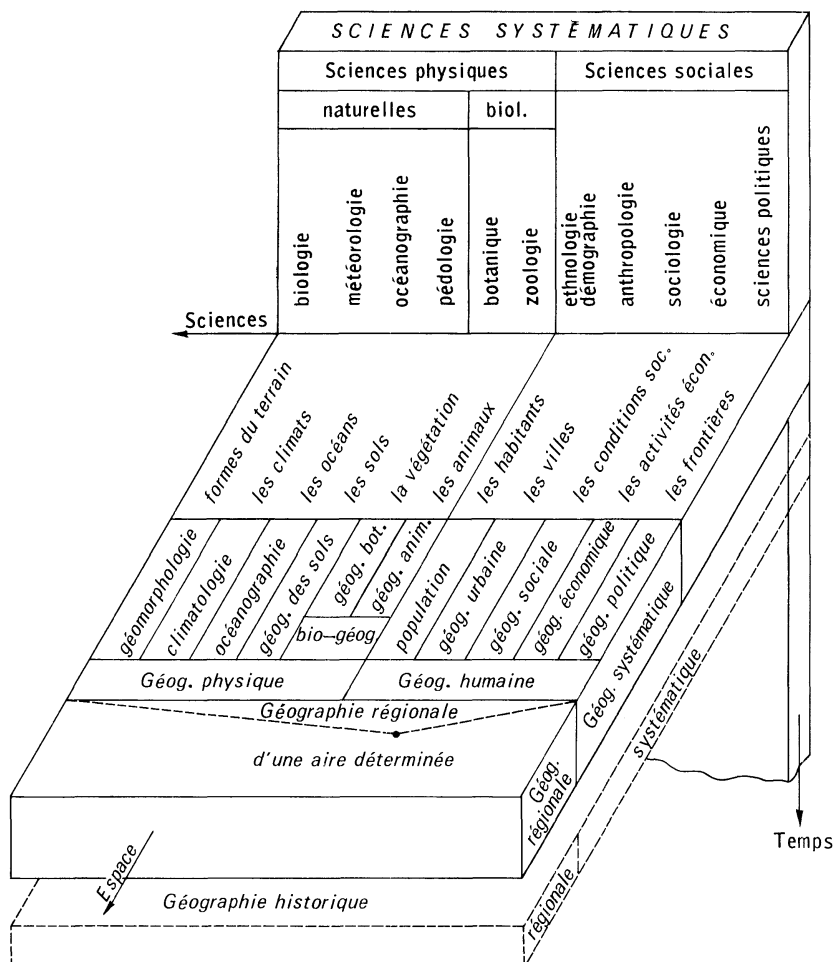 SCIENCES SYSTÈMATIQUES
Sciences physiques
Sciences sociales
naturelles
biol.
biologie
météorologie
océanographie
pédologie
botanique
zoologie
ethnologie
démographie
anthropologie
sociologie
économique
sciences politiques
Sciences
formes du terrain
les climats
les océans
les sols
la végétation
les animaux
les habitants
les villes
les conditions soc.
les activités écon.
les frontières
géomorphologie
climatologie
océanographie
géog. des sols
géog. bot.
géog. anim.
bio-géog.
population
géog. urbaine
géog. sociale
géog. économique
géog. politique
Géog. physique
Géog. humaine
Géog. systématique
Géographie régionale
d'une aire déterminée
Géog.
régionale
systématique
Temps
Espace
Géographie historique
régionale